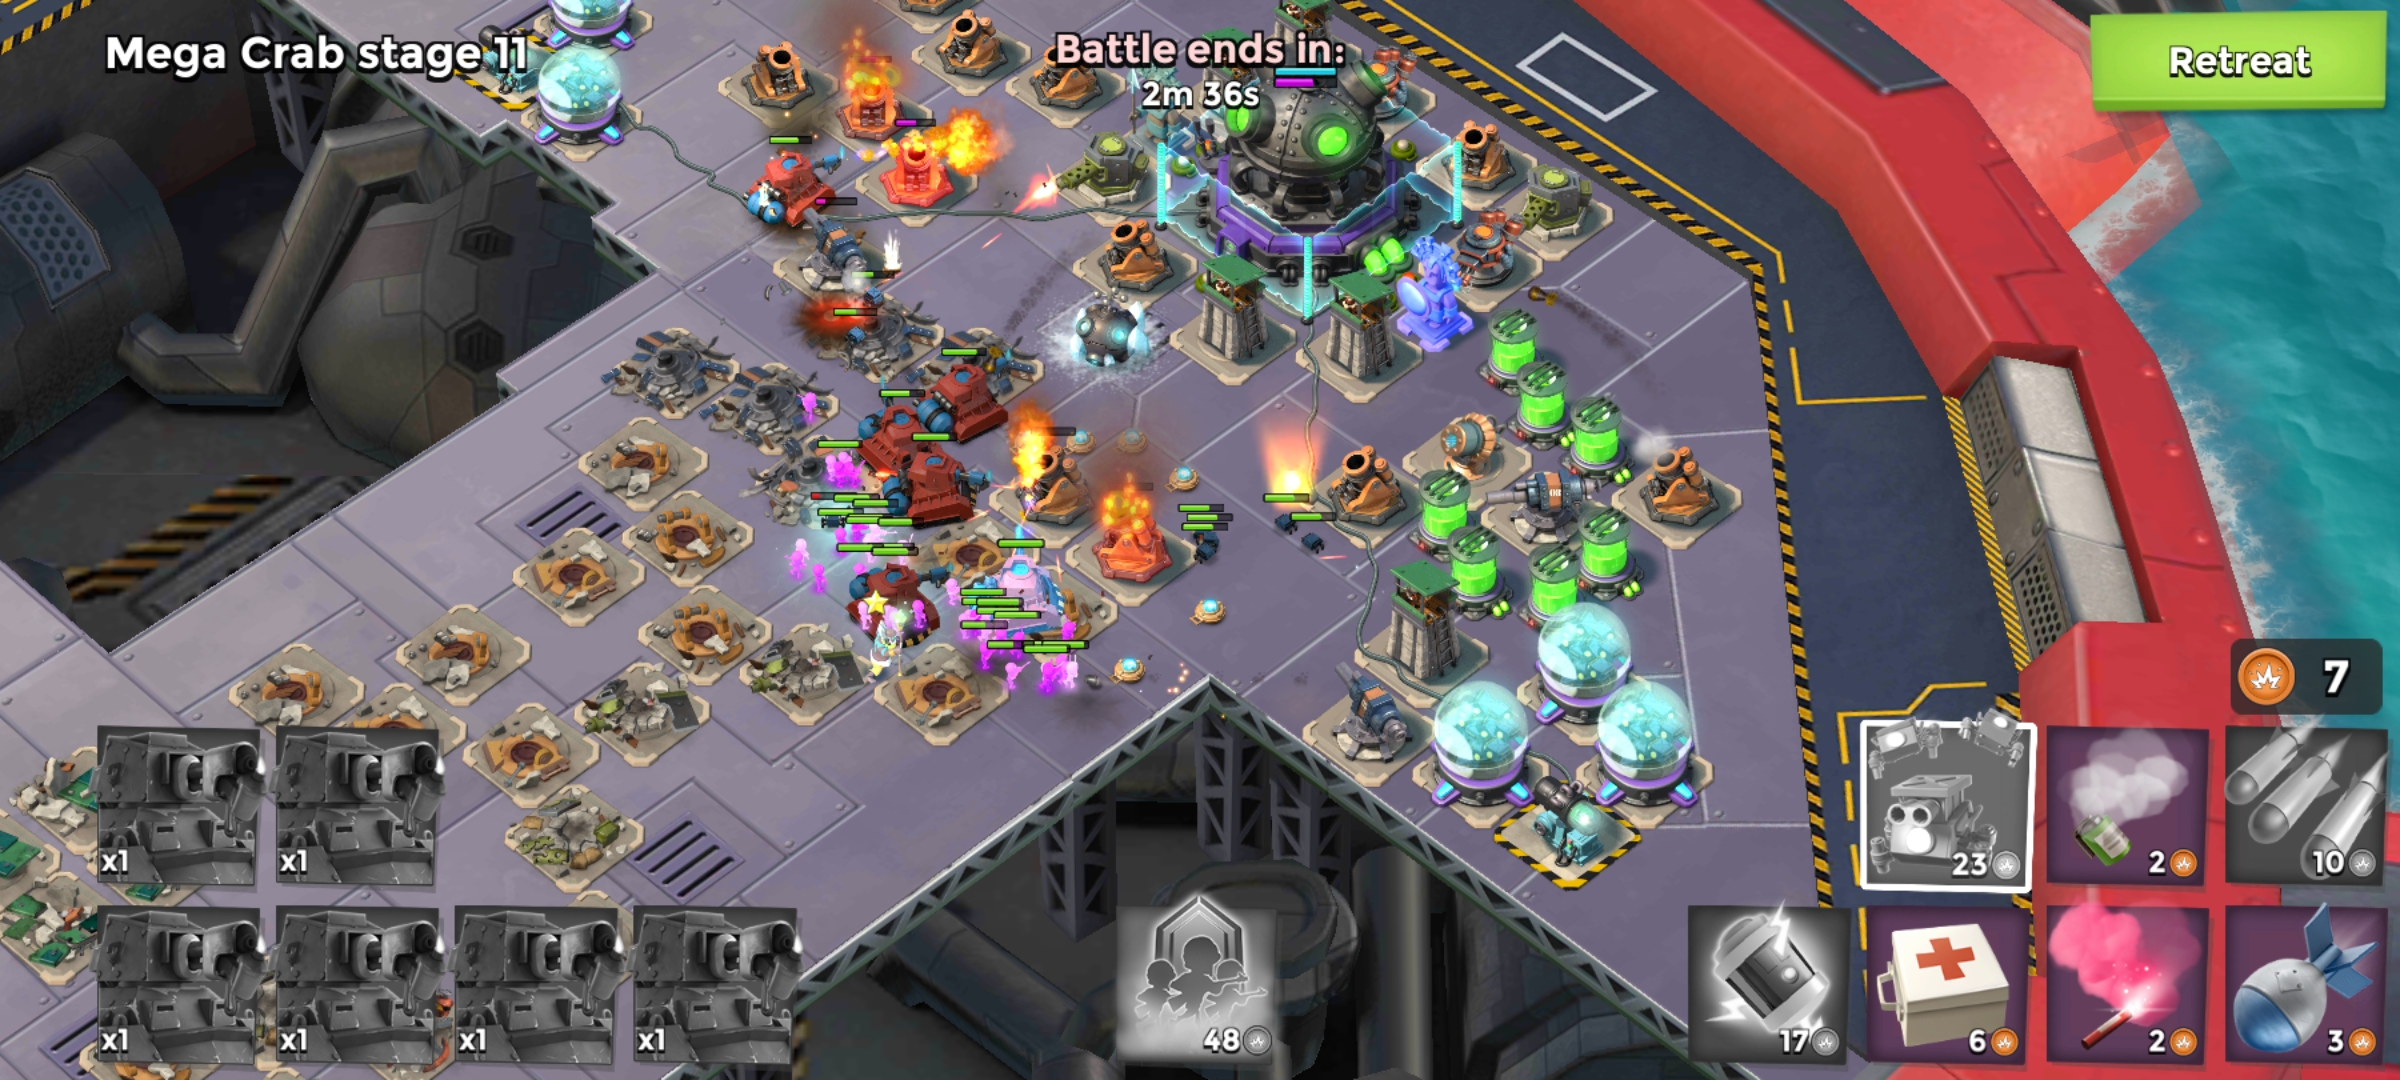 Mega Crab stage 11
Battle ends in:
2m 36s
Retreat
7
x1
x1
23
2
10
x1
x1
x1
x1
48
17
6
2
3